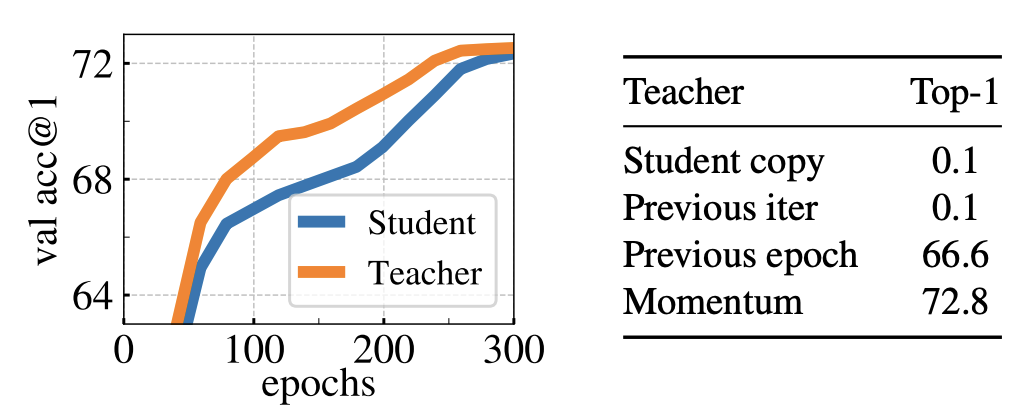 72
68
64
val acc@1
0 100 200 300
epochs
Student
Teacher
Teacher Top-1
Student copy 0.1
Previous iter 0.1
Previous epoch 66.6
Momentum 72.8